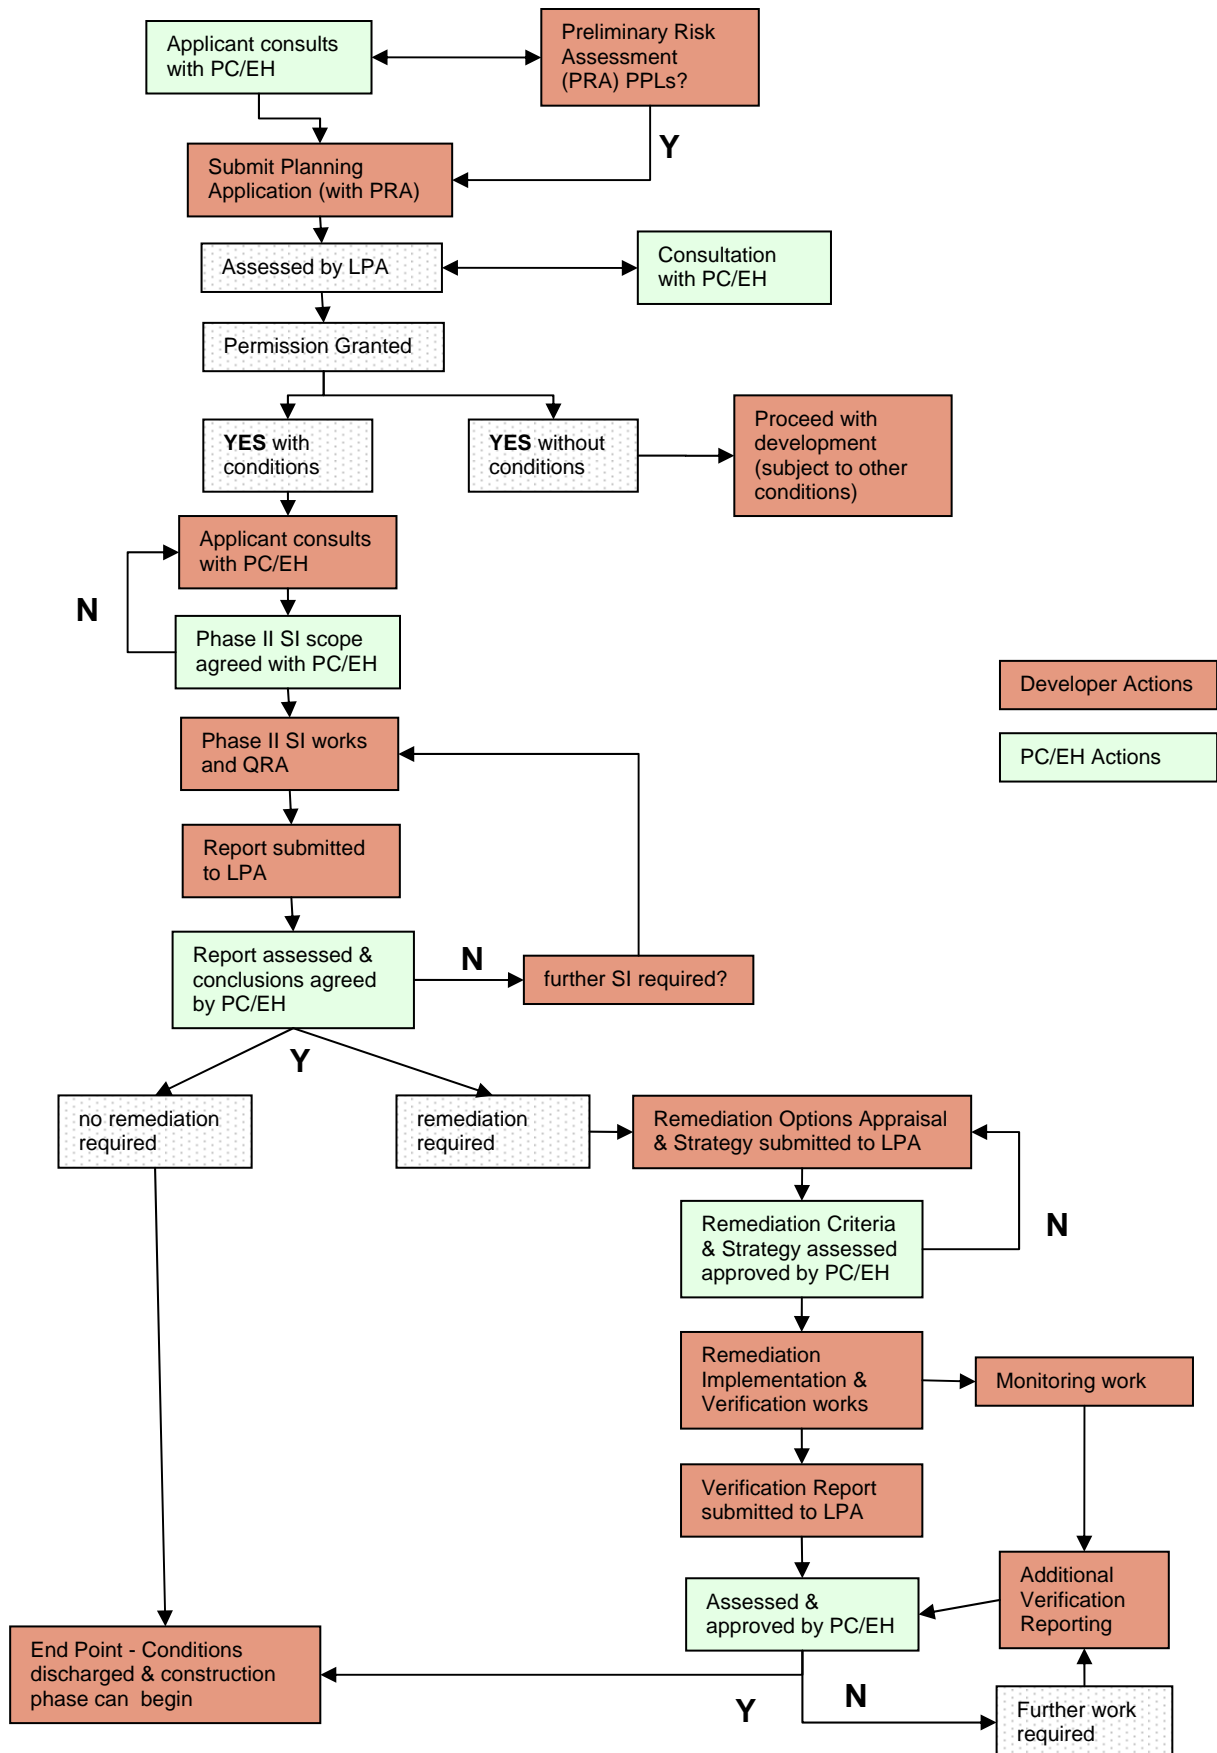 Applicant consults
with PC/EH
Preliminary Risk
Assessment
(PRA) PPLs?
Y
Submit Planning
Application (with PRA)
Assessed by LPA
Consultation
with PC/EH
Permission Granted
YES with
conditions
YES without
conditions
Proceed with
development
(subject to other
conditions)
Applicant consults
with PC/EH
N
Phase II SI scope
agreed with PC/EH
Developer Actions
PC/EH Actions
Phase II SI works
and QRA
Report submitted
to LPA
Report assessed &
conclusions agreed
by PC/EH
N
further SI required?
Y
no remediation
required
remediation
required
Remediation Options Appraisal
& Strategy submitted to LPA
Remediation Criteria
& Strategy assessed
approved by PC/EH
N
Remediation
Implementation &
Verification works
Monitoring work
Verification Report
submitted to LPA
Additional
Verification
Reporting
Assessed &
approved by PC/EH
End Point - Conditions
discharged & construction
phase can begin
Y
N
Further work
required